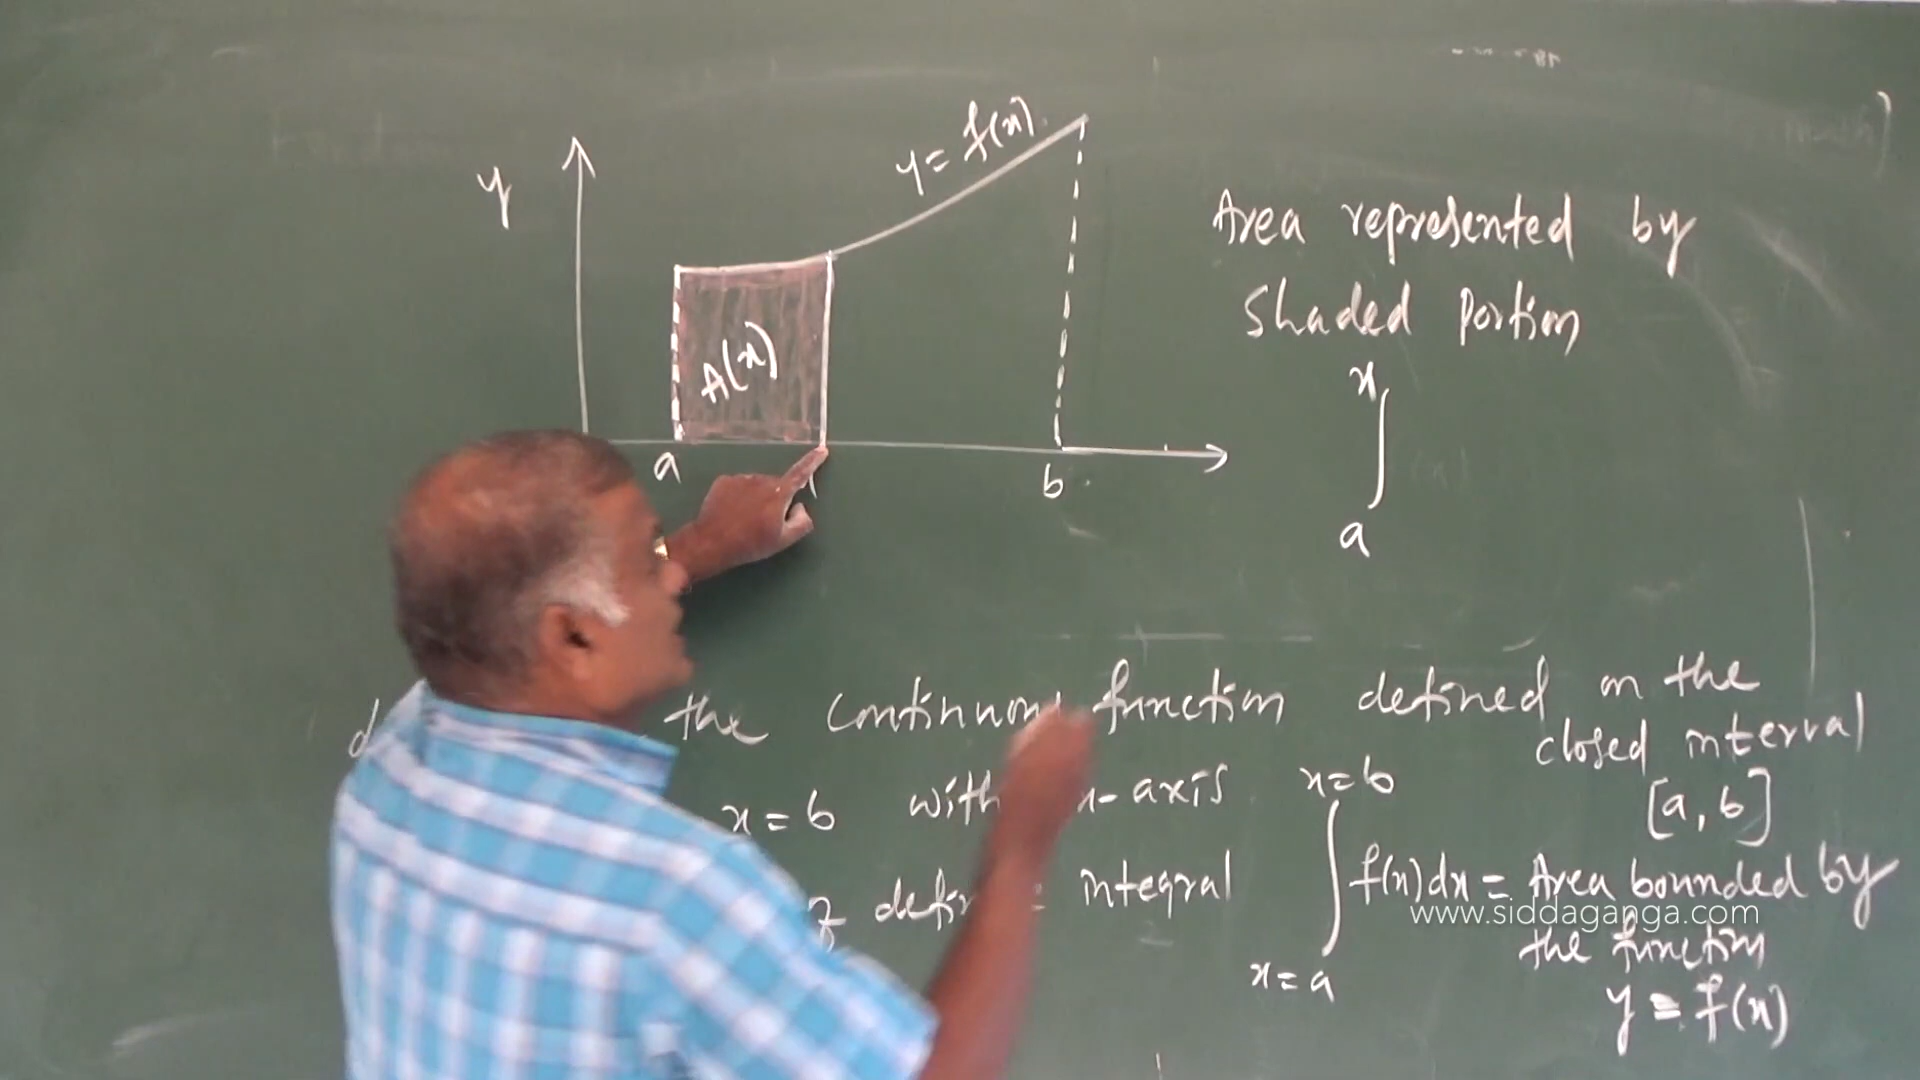 y
y = f(x).
A(x)
a
b
Area represented by
Shaded Portion
x
∫
a
the continuous function defined on the
closed interval
[a, b]
x = b with x-axis
x=b
∫ f(x)dx = Area bounded by
x=a
integral
the function
y = f(x)
www.siddaganga.com